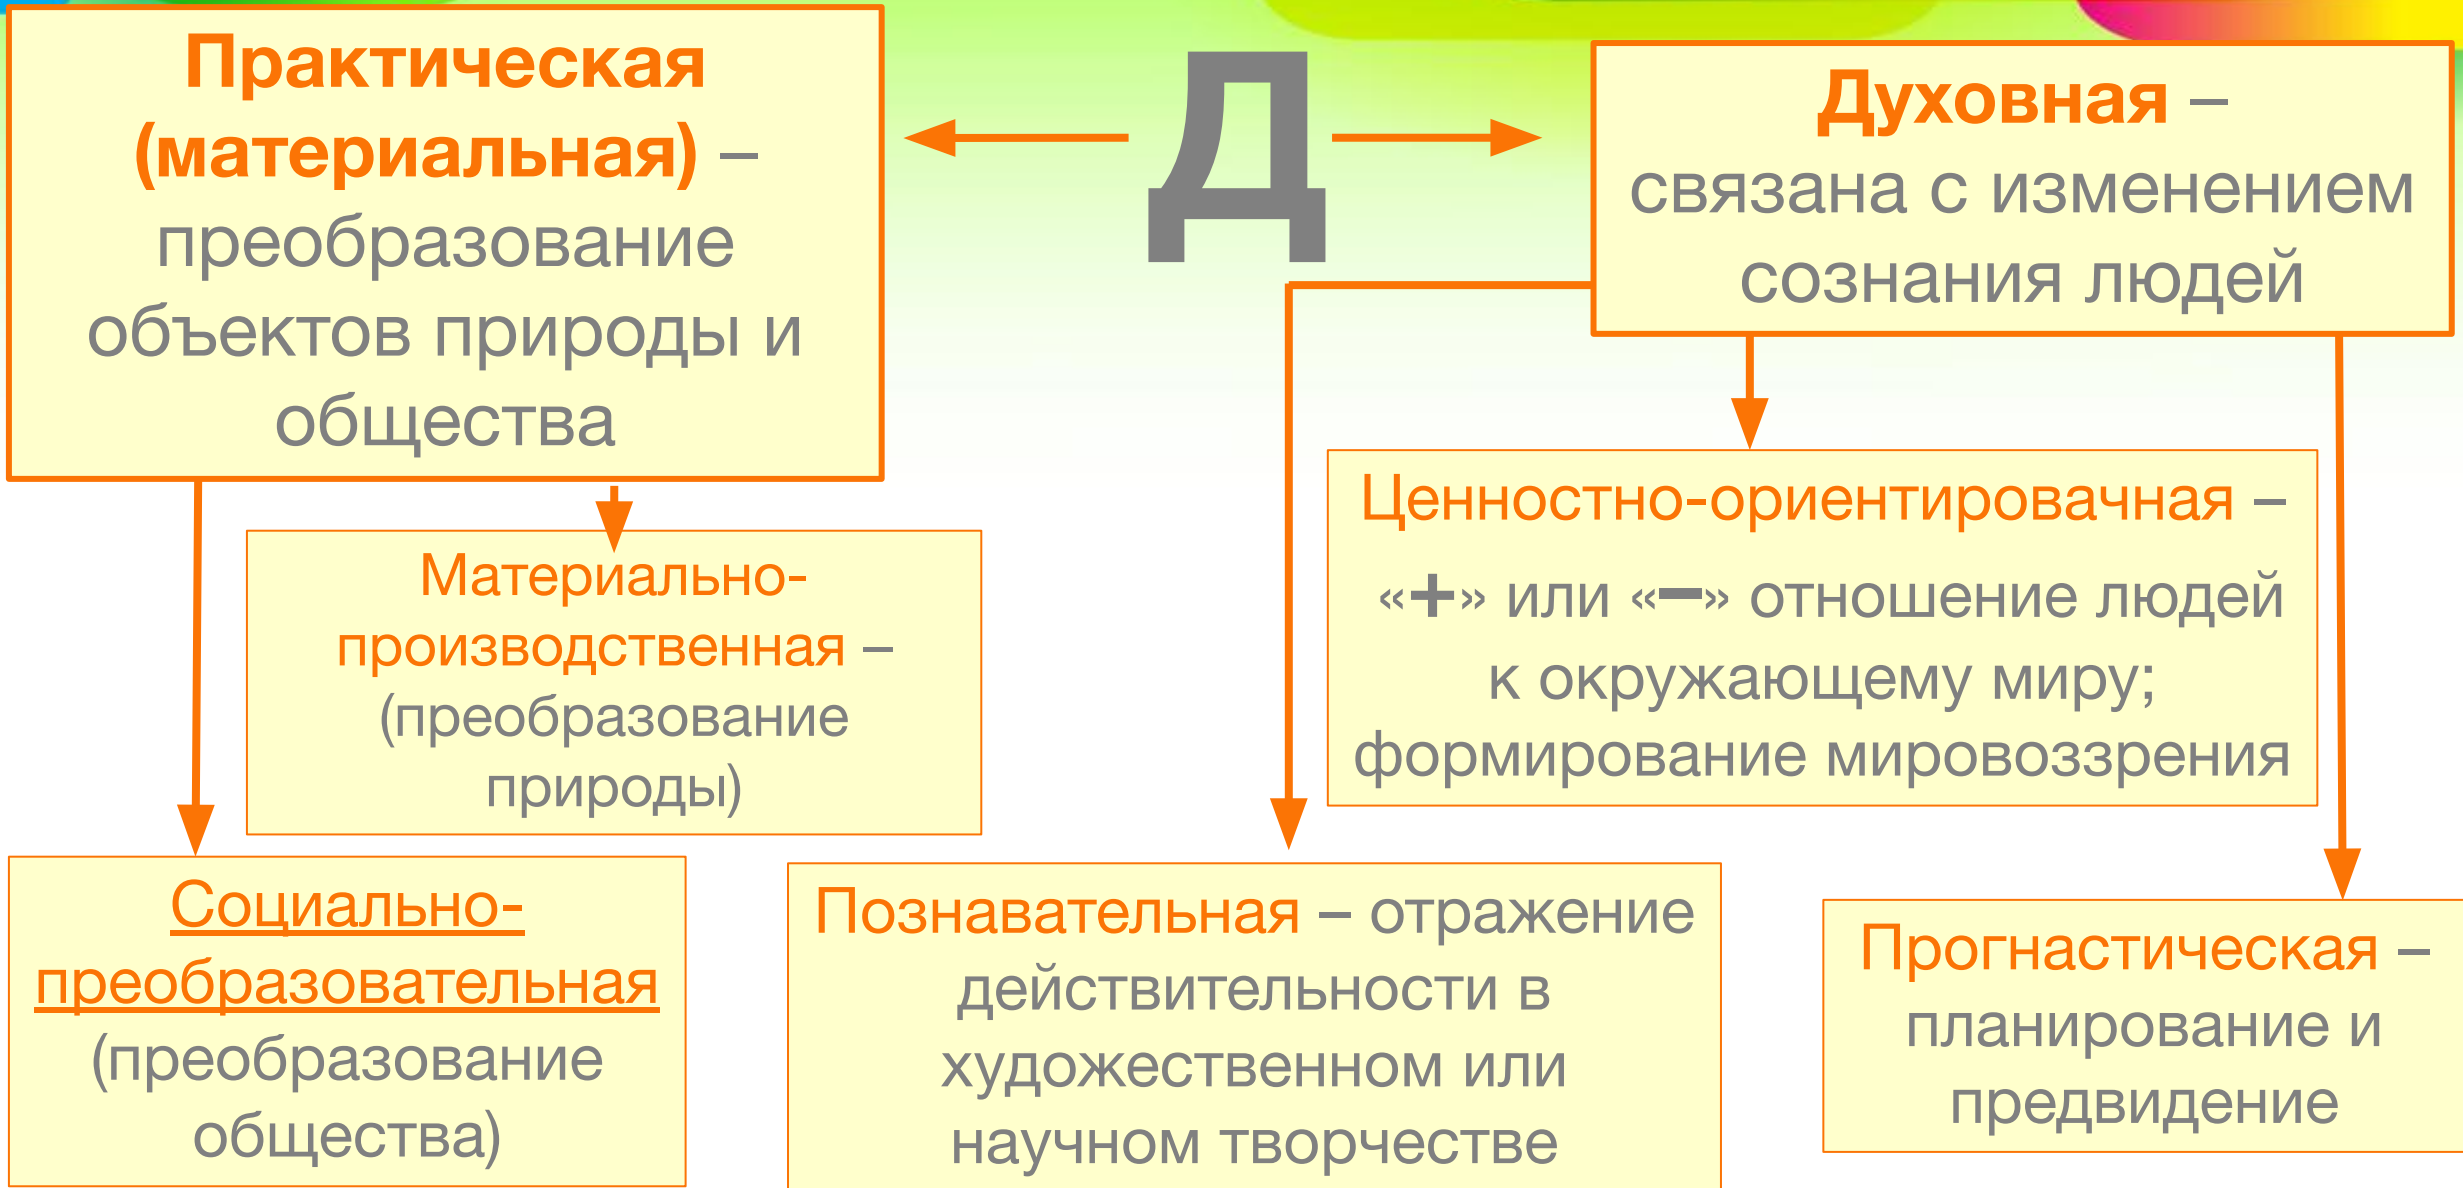 Практическая
(материальная) –
преобразование
объектов природы и
общества
Д
Духовная –
связана с изменением
сознания людей
Материально-
производственная –
(преобразование
природы)
Ценностно-ориентировачная –
«+» или «–» отношение людей
к окружающему миру;
формирование мировоззрения
Социально-
преобразовательная
(преобразование
общества)
Познавательная – отражение
действительности в
художественном или
научном творчестве
Прогнастическая –
планирование и
предвидение